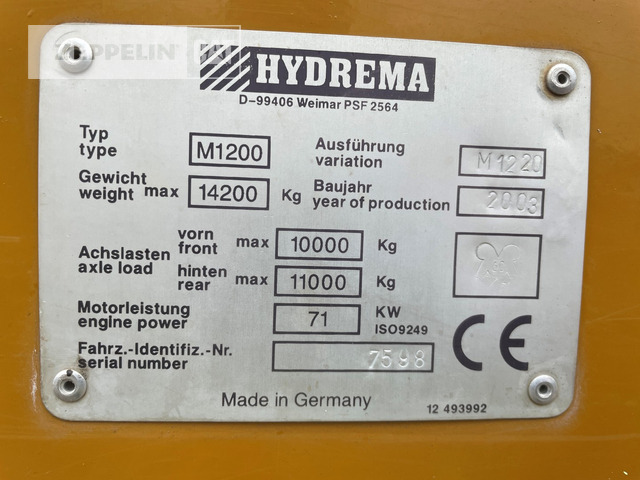 ZEPPELIN
HYDREMA
D-99406 Weimar PSF 2564
Typ
type
M1200
Ausführung
variation
M1220
Gewicht
weight max 14200 Kg
Baujahr
year of production 2003
Achslasten
axle load
vorn
front max 10000 Kg
hinten
rear max 11000 Kg
Motorleistung
engine power 71 KW
ISO9249
Fahrz.-Identifiz.-Nr.
serial number 7598
CE
Made in Germany
12 493992